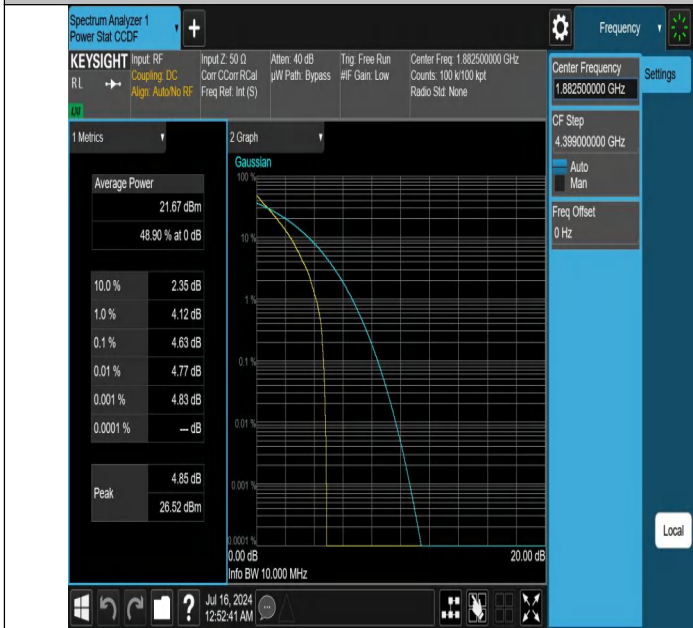 Spectrum Analyzer 1
Power Stat CCDF
+
Frequency
KEYSIGHT
RL
LXI
Input: RF
Coupling: DC
Align: Auto/No RF
Input Z: 50 Ω
Corr CCorr RCal
Freq Ref: Int (S)
Atten: 40 dB
µW Path: Bypass
Trig: Free Run
#IF Gain: Low
Center Freq: 1.882500000 GHz
Counts: 100 k/100 kpt
Radio Std: None
Center Frequency
1.882500000 GHz
Settings
CF Step
4.399000000 GHz
Auto
Man
Freq Offset
0 Hz
1 Metrics
Average Power
21.67 dBm
48.90 % at 0 dB
10.0 % 2.35 dB
1.0 % 4.12 dB
0.1 % 4.63 dB
0.01 % 4.77 dB
0.001 % 4.83 dB
0.0001 % --- dB
Peak
4.85 dB
26.52 dBm
2 Graph
Gaussian
100 %
10 %
1 %
0.1 %
0.01 %
0.001 %
0.0001 %
0.00 dB 20.00 dB
Info BW 10.000 MHz
Local
?
Jul 16, 2024
12:52:41 AM